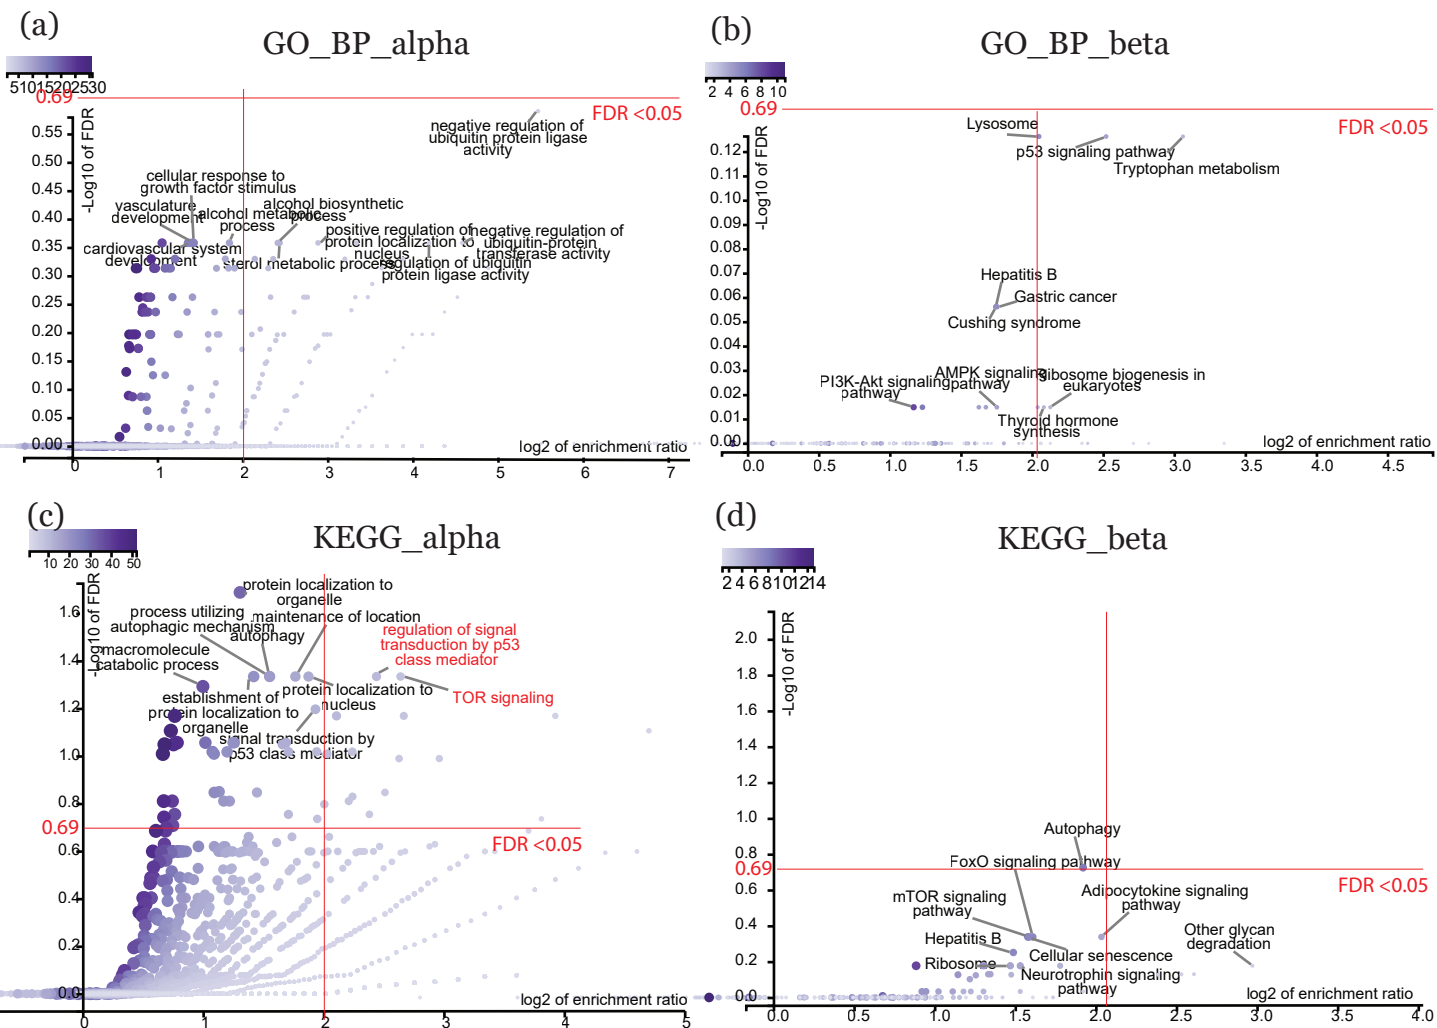 (a)
GO_BP_alpha
51015202530
0.69
FDR <0.05
-Log10 of FDR
0.55
0.50
0.45
0.40
0.35
0.30
0.25
0.20
0.15
0.10
0.05
0.00
negative regulation of
ubiquitin protein ligase
activity
cellular response to
growth factor stimulus
vasculature
development
alcohol metabolic
process
alcohol biosynthetic
process
cardiovascular system
development
sterol metabolic process
positive regulation of
protein localization to
nucleus
negative regulation of
ubiquitin-protein
transferase activity
regulation of ubiquitin
protein ligase activity
log2 of enrichment ratio
0 1 2 3 4 5 6 7
(b)
GO_BP_beta
2 4 6 8 10
0.69
FDR <0.05
-Log10 of FDR
0.12
0.11
0.10
0.09
0.08
0.07
0.06
0.05
0.04
0.03
0.02
0.01
0.00
Lysosome
p53 signaling pathway
Tryptophan metabolism
Hepatitis B
Gastric cancer
Cushing syndrome
PI3K-Akt signaling
pathway
AMPK signaling
pathway
Ribosome biogenesis in
eukaryotes
Thyroid hormone
synthesis
log2 of enrichment ratio
0.0 0.5 1.0 1.5 2.0 2.5 3.0 3.5 4.0 4.5
(c)
KEGG_alpha
10 20 30 40 50
-Log10 of FDR
1.6
1.4
1.2
1.0
0.8
0.69
0.6
0.4
0.2
0.0
protein localization to
organelle
process utilizing
autophagic mechanism
maintenance of location
autophagy
macromolecule
catabolic process
regulation of signal
transduction by p53
class mediator
TOR signaling
establishment of
protein localization to
organelle
protein localization to
nucleus
signal transduction by
p53 class mediator
FDR <0.05
log2 of enrichment ratio
0 1 2 3 4 5
(d)
KEGG_beta
2 4 6 8 10 12 14
-Log10 of FDR
2.0
1.8
1.6
1.4
1.2
1.0
0.8
0.69
0.6
0.4
0.2
0.0
Autophagy
FoxO signaling pathway
FDR <0.05
mTOR signaling
pathway
Adipocytokine signaling
pathway
Hepatitis B
Other glycan
degradation
Cellular senescence
Ribosome
Neurotrophin signaling
pathway
log2 of enrichment ratio
0.0 0.5 1.0 1.5 2.0 2.5 3.0 3.5 4.0